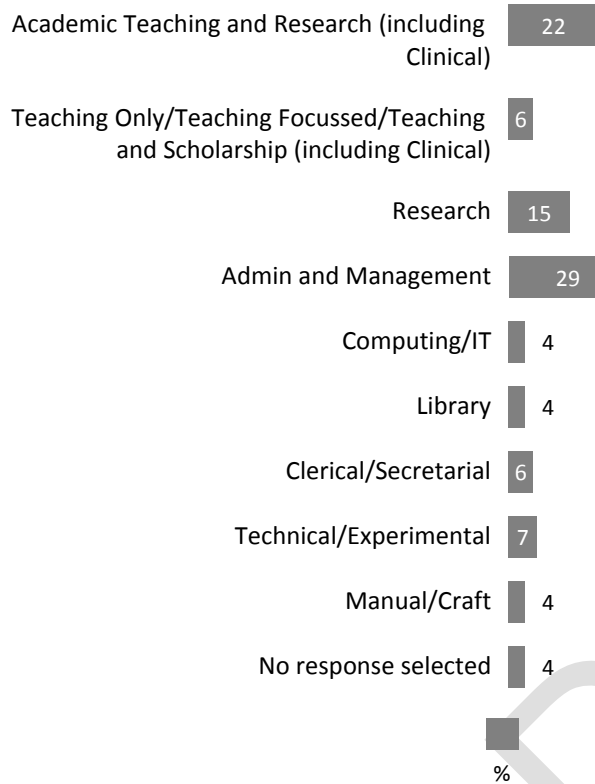 Academic Teaching and Research (including 22
Clinical)
Teaching Only/Teaching Focussed/Teaching 6
and Scholarship (including Clinical)
Research 15
Admin and Management 29
Computing/IT 4
Library 4
Clerical/Secretarial 6
Technical/Experimental 7
Manual/Craft 4
No response selected 4
%